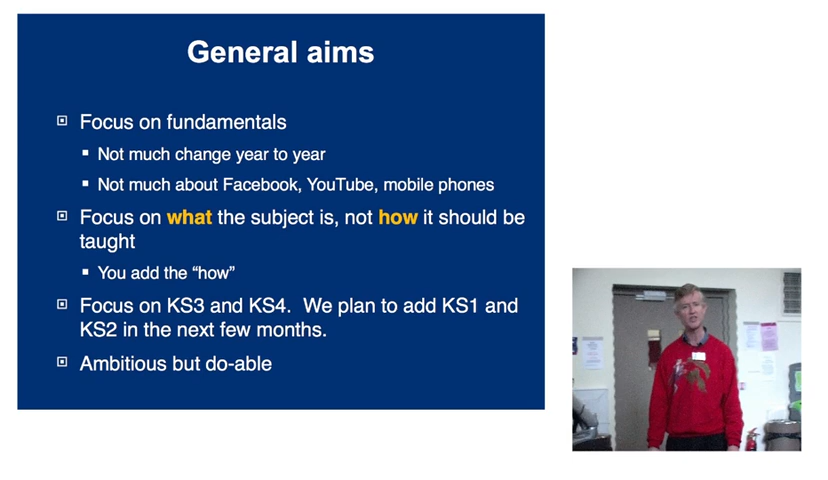 General aims
Focus on fundamentals
Not much change year to year
Not much about Facebook, YouTube, mobile phones
Focus on what the subject is, not how it should be
taught
You add the “how”
Focus on KS3 and KS4.  We plan to add KS1 and
KS2 in the next few months.
Ambitious but do-able